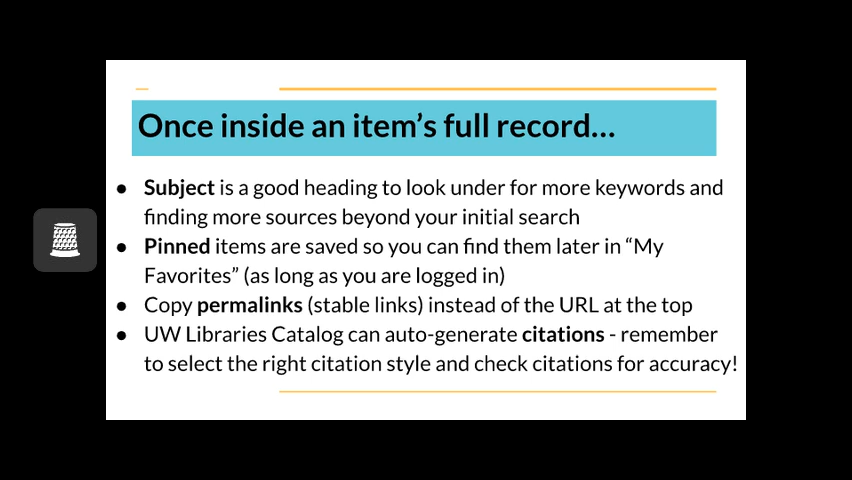 Once inside an item’s full record...
● Subject is a good heading to look under for more keywords and
finding more sources beyond your initial search
● Pinned items are saved so you can find them later in “My
Favorites” (as long as you are logged in)
● Copy permalinks (stable links) instead of the URL at the top
● UW Libraries Catalog can auto-generate citations - remember
to select the right citation style and check citations for accuracy!